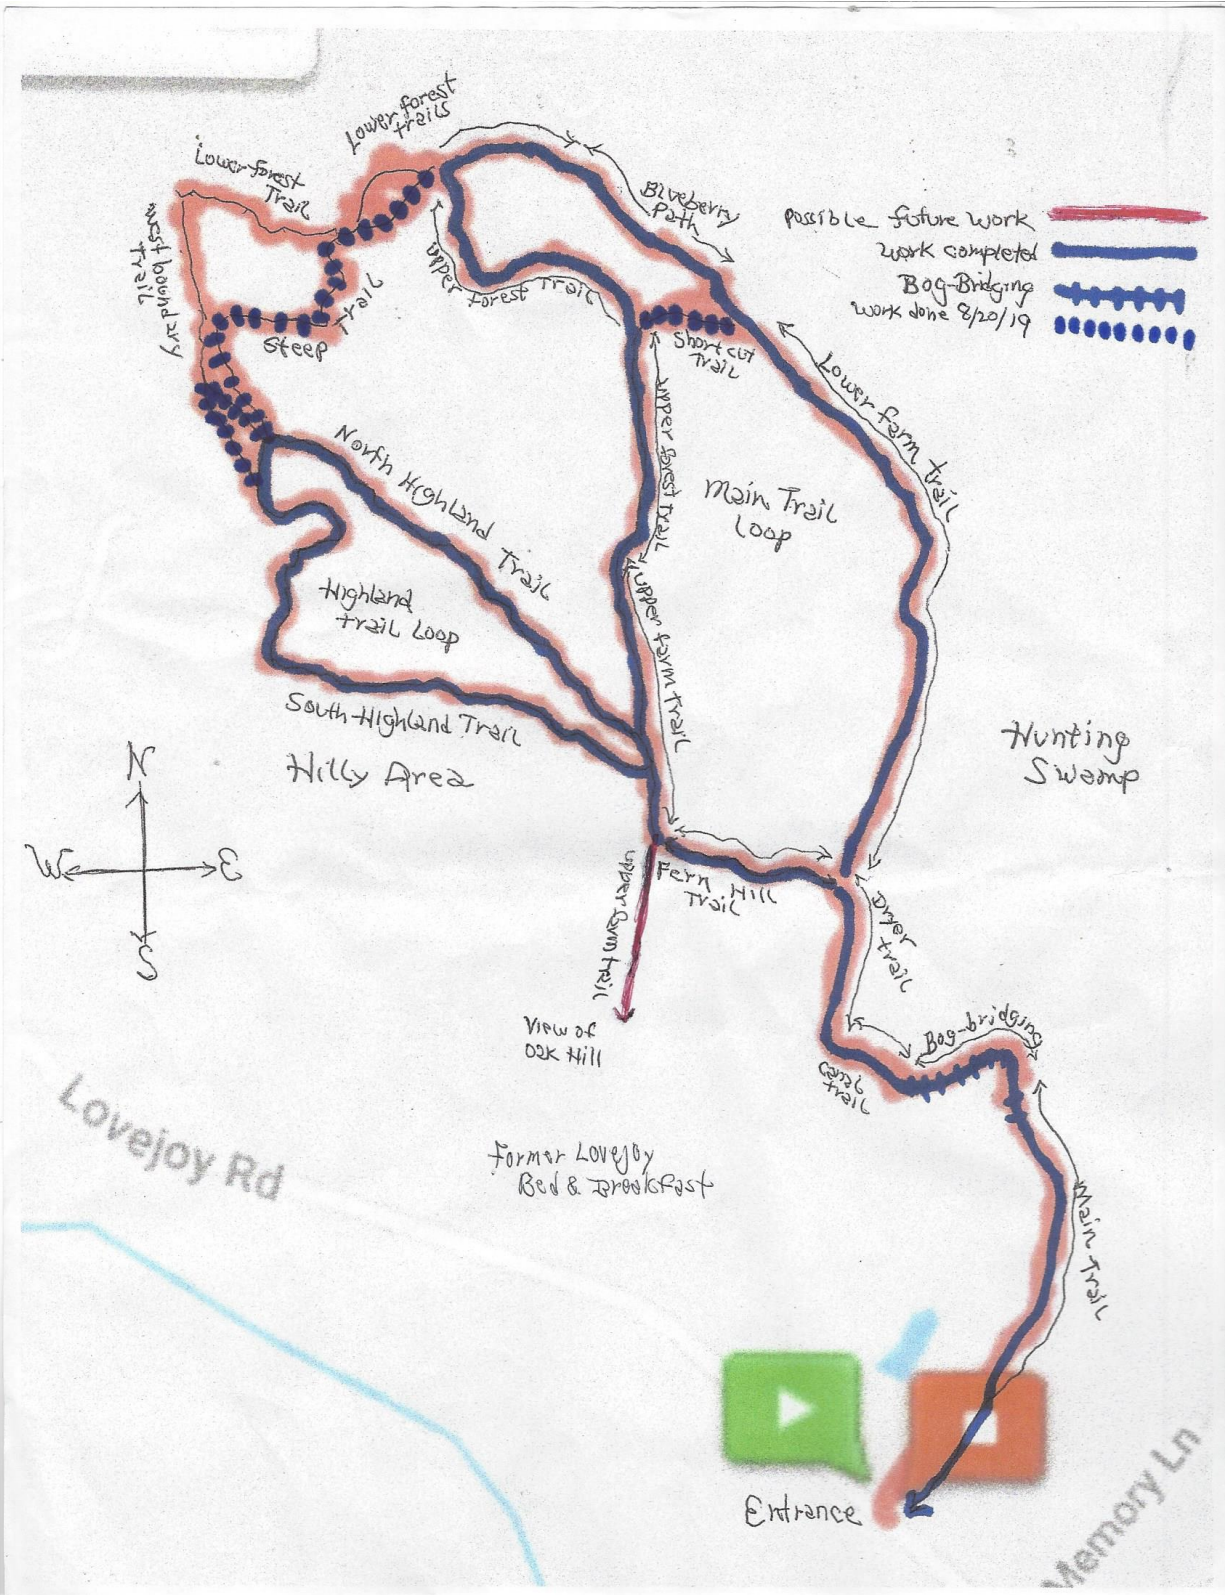 Lower forest
trails
Lower forest
Trail
West boundary
Trail
Blueberry
Path
possible future work
work completed
Bog-Bridging
work done 8/20/19
upper forest Trail
Trail
Steep
Short cut
Trail
Lower farm trail
North Highland Trail
upper forest Trail
Main Trail
Loop
Highland
trail Loop
upper farm trail
South Highland Trail
Hilly Area
Hunting
Swamp
N
W
E
S
Fern Hill
Trail
upper farm trail
Dryer
trail
View of
Oak Hill
Bog-bridging
Canal
trail
Lovejoy Rd
Former Lovejoy
Bed & Breakfast
Main Trail
Entrance
Memory Ln